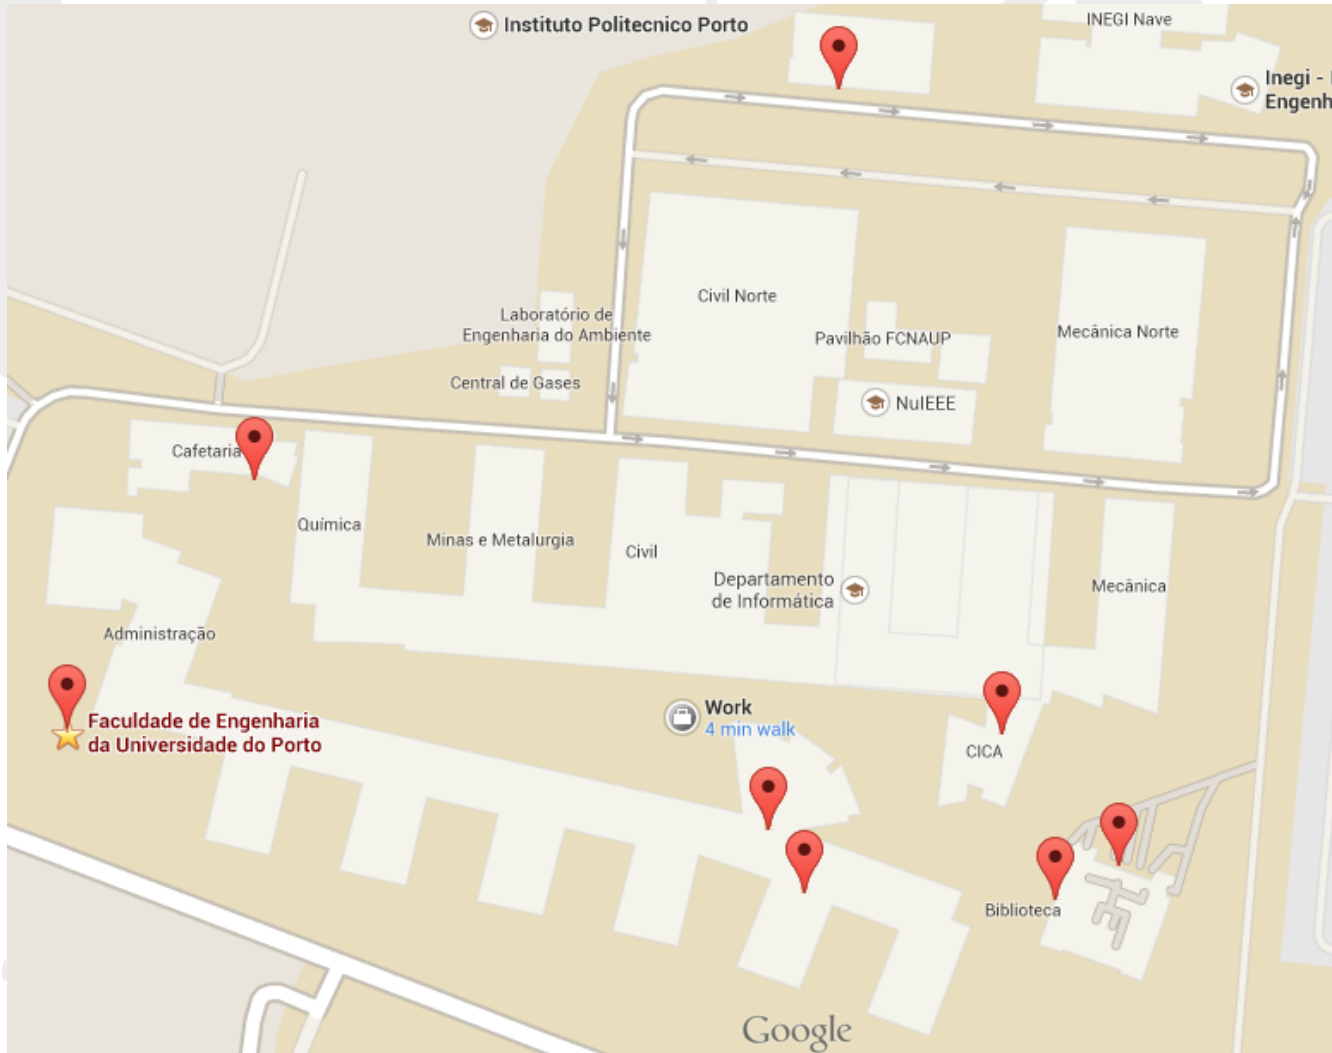 Instituto Politecnico Porto
INEGI Nave
Inegi -
Engenh
Civil Norte
Laboratório de
Engenharia do Ambiente
Pavilhão FCNAUP
Mecânica Norte
Central de Gases
NuIEEE
Cafetaria
Química
Minas e Metalurgia
Civil
Departamento
de Informática
Mecânica
Administração
Faculdade de Engenharia
da Universidade do Porto
Work
4 min walk
CICA
Biblioteca
Google